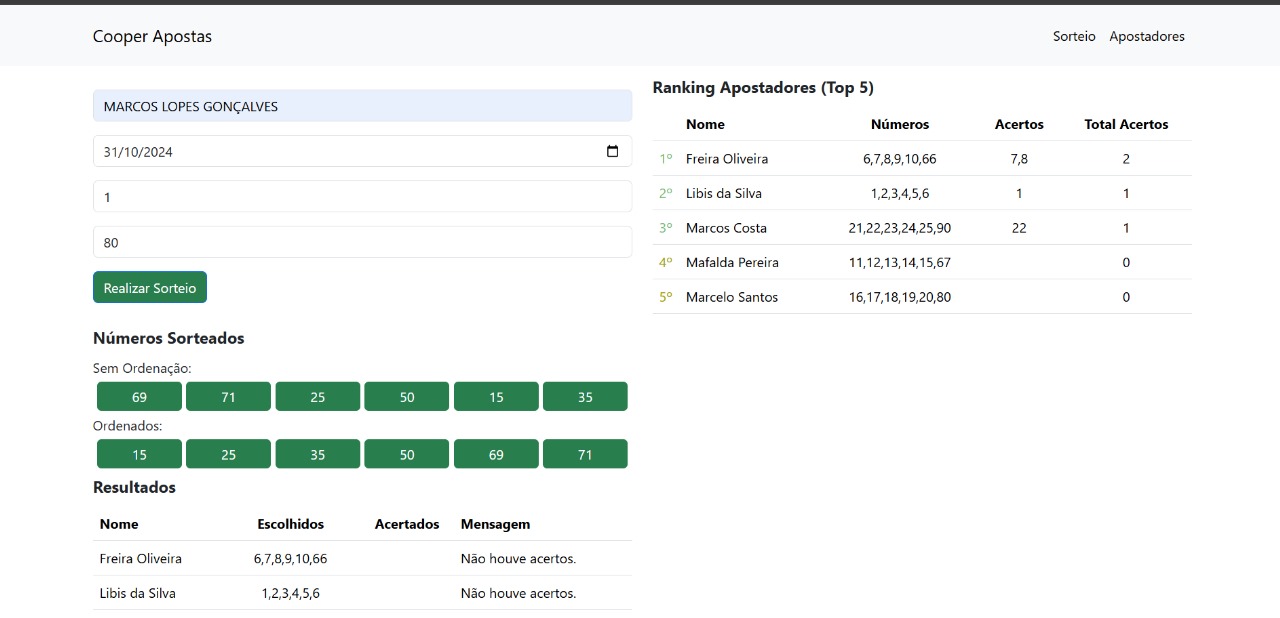 Cooper Apostas
Sorteio Apostadores
MARCOS LOPES GONÇALVES
31/10/2024
1
80
Realizar Sorteio
Números Sorteados
Sem Ordenação:
69 71 25 50 15 35
Ordenados:
15 25 35 50 69 71
Resultados
Nome Escolhidos Acertados Mensagem
Freira Oliveira 6,7,8,9,10,66 Não houve acertos.
Libis da Silva 1,2,3,4,5,6 Não houve acertos.
Ranking Apostadores (Top 5)
Nome Números Acertos Total Acertos
1º Freira Oliveira 6,7,8,9,10,66 7,8 2
2º Libis da Silva 1,2,3,4,5,6 1 1
3º Marcos Costa 21,22,23,24,25,90 22 1
4º Mafalda Pereira 11,12,13,14,15,67 0
5º Marcelo Santos 16,17,18,19,20,80 0